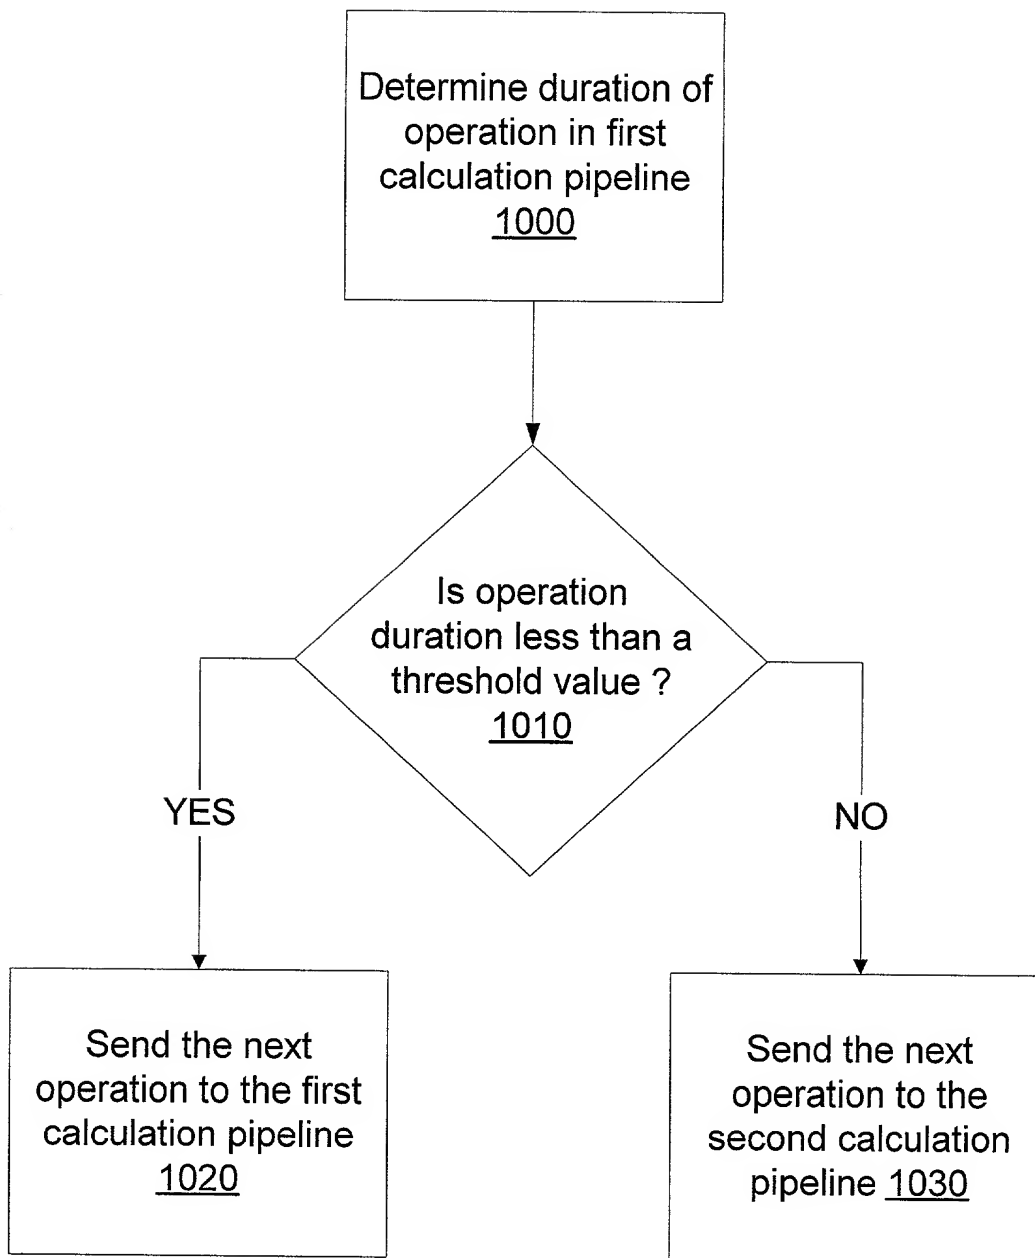 Determine duration of
operation in first
calculation pipeline
1000
Is operation
duration less than a
threshold value ?
1010
YES
NO
Send the next
operation to the first
calculation pipeline
1020
Send the next
operation to the
second calculation
pipeline 1030